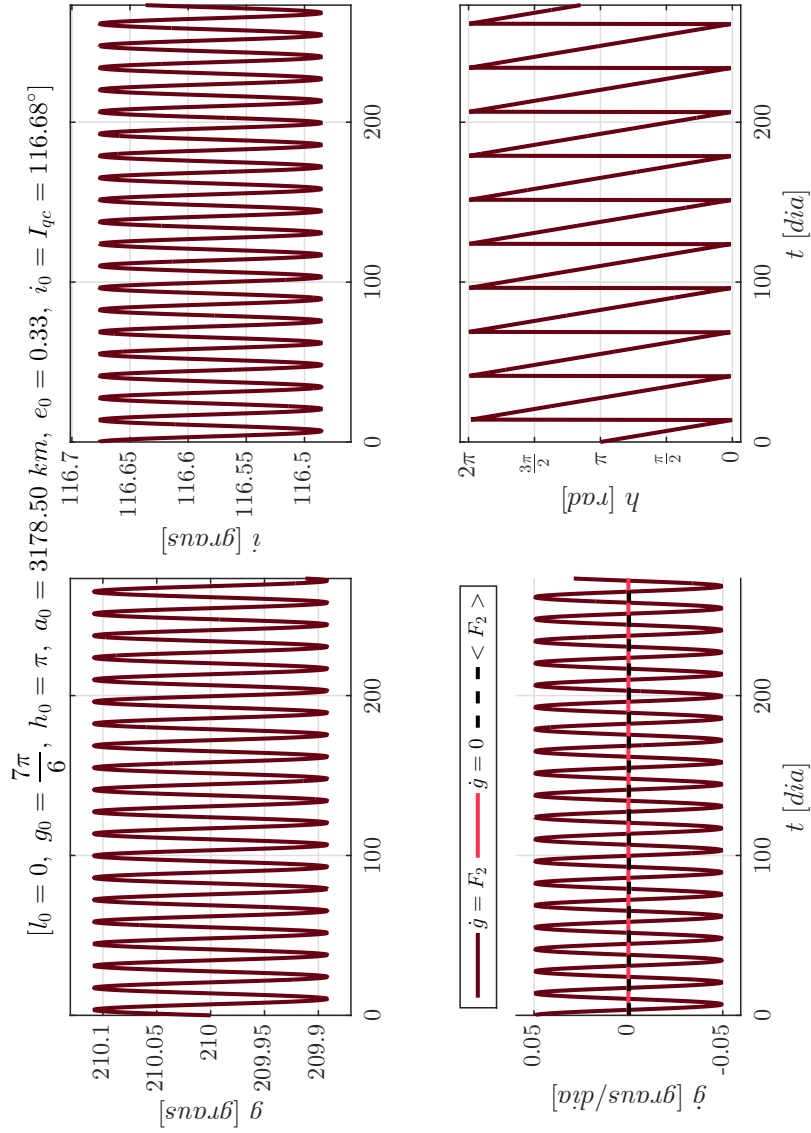 [l₀ = 0, g₀ = 7π/6, h₀ = π, a₀ = 3178.50 km, e₀ = 0.33, i₀ = I_qc = 116.68°]
g [graus]
210.1
210.05
210
209.95
209.9
0
100
200
i [graus]
116.7
116.65
116.6
116.55
116.5
0
100
200
ġ = F₂
ġ = 0
< F₂ >
ġ [graus/dia]
0.05
0
-0.05
0
100
200
t [dia]
h [rad]
2π
3π/2
π
π/2
0
0
100
200
t [dia]